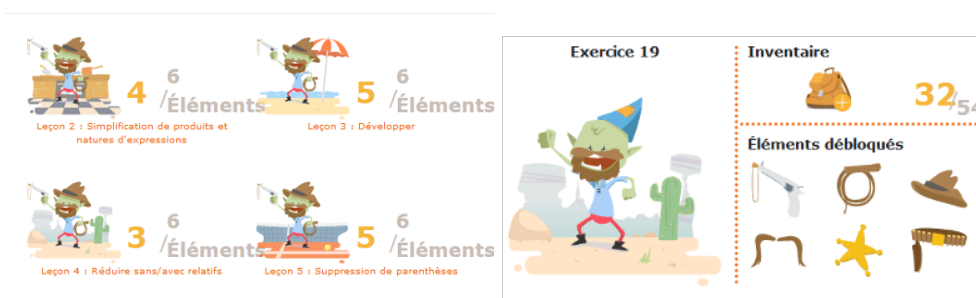 4 / 6 Éléments
Leçon 2 : Simplification de produits et
natures d'expressions
5 / 6 Éléments
Leçon 3 : Développer
3 / 6 Éléments
Leçon 4 : Réduire sans/avec relatifs
5 / 6 Éléments
Leçon 5 : Suppression de parenthèses
Exercice 19
Inventaire
32/54
Éléments débloqués